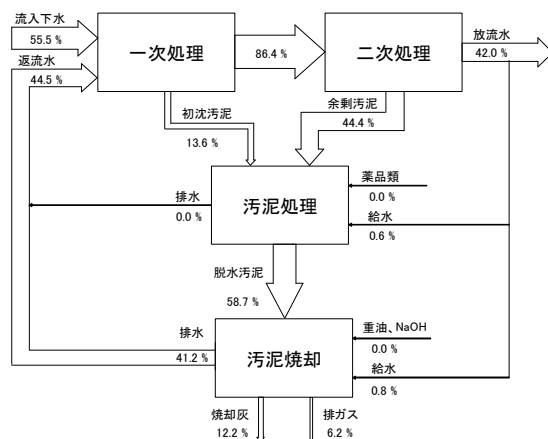 流入下水
55.5 %
返流水
44.5 %
一次処理
86.4 %
二次処理
放流水
42.0 %
初沈汚泥
13.6 %
余剰汚泥
44.4 %
排水
0.0 %
汚泥処理
薬品類
0.0 %
給水
0.6 %
脱水汚泥
58.7 %
排水
41.2 %
汚泥焼却
重油、NaOH
0.0 %
給水
0.8 %
焼却灰
12.2 %
排ガス
6.2 %